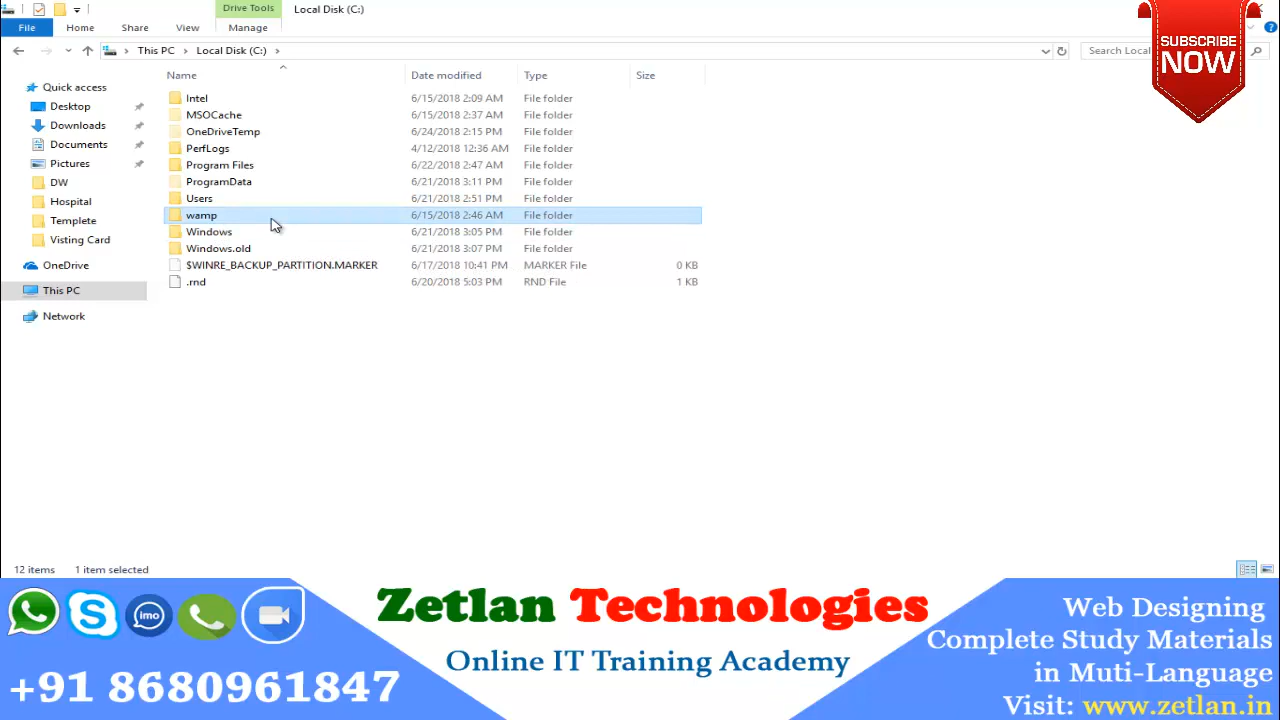 Drive Tools
Local Disk (C:)
File
Home
Share
View
Manage
This PC
Local Disk (C:)
Search Local
Name
Date modified
Type
Size
Quick access
Desktop
Downloads
Documents
Pictures
DW
Hospital
Templete
Visting Card
OneDrive
This PC
Network
Intel 6/15/2018 2:09 AM File folder
MSOCache 6/15/2018 2:37 AM File folder
OneDriveTemp 6/24/2018 2:15 PM File folder
PerfLogs 4/12/2018 12:36 AM File folder
Program Files 6/22/2018 2:47 AM File folder
ProgramData 6/21/2018 3:11 PM File folder
Users 6/21/2018 2:51 PM File folder
wamp 6/15/2018 2:46 AM File folder
Windows 6/21/2018 3:05 PM File folder
Windows.old 6/21/2018 3:07 PM File folder
$WINRE_BACKUP_PARTITION.MARKER 6/17/2018 10:41 PM MARKER File 0 KB
.rnd 6/20/2018 5:03 PM RND File 1 KB
12 items
1 item selected
SUBSCRIBE
NOW
imo
+91 8680961847
Zetlan Technologies
Online IT Training Academy
Web Designing
Complete Study Materials
in Muti-Language
Visit: www.zetlan.in